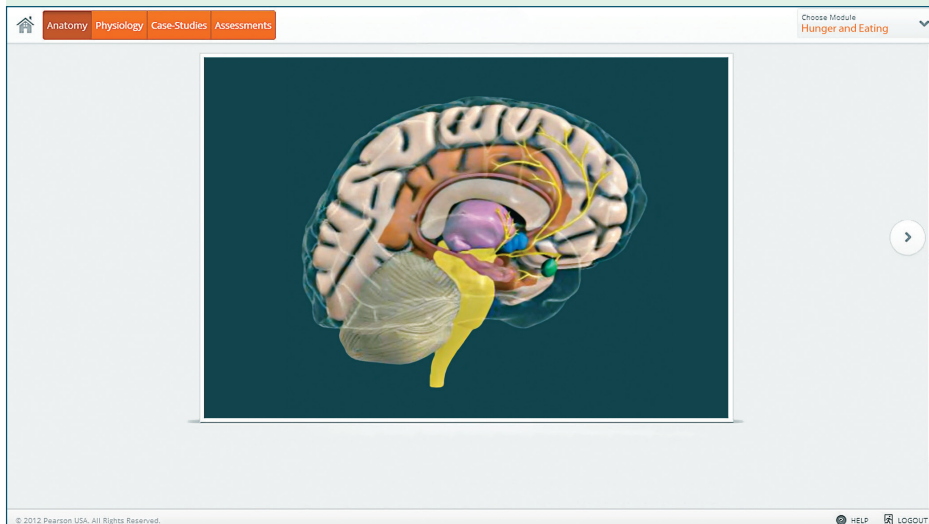 Anatomy Physiology Case-Studies Assessments
Choose Module
Hunger and Eating
© 2012 Pearson USA. All Rights Reserved.
HELP LOGOUT